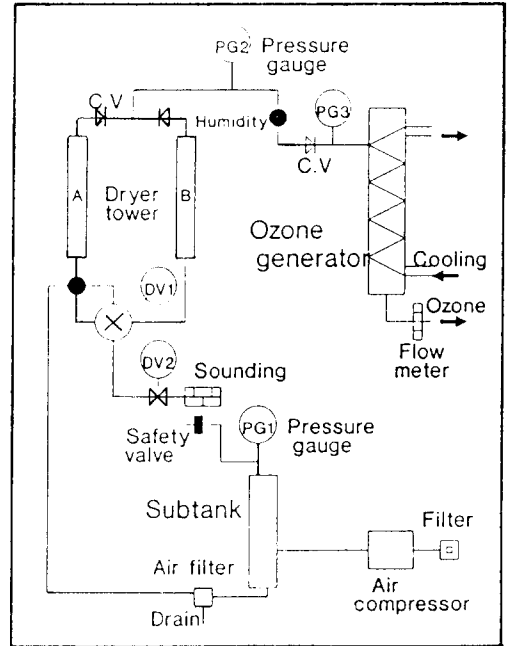 PG2
Pressure
gauge
C.V
Humidity
PG3
C.V
A
B
Dryer
tower
Ozone
generator
Cooling
DV1
Ozone
Flow
meter
DV2
Sounding
Safety
valve
PG1
Pressure
gauge
Subtank
Filter
Air filter
Air
compressor
Drain